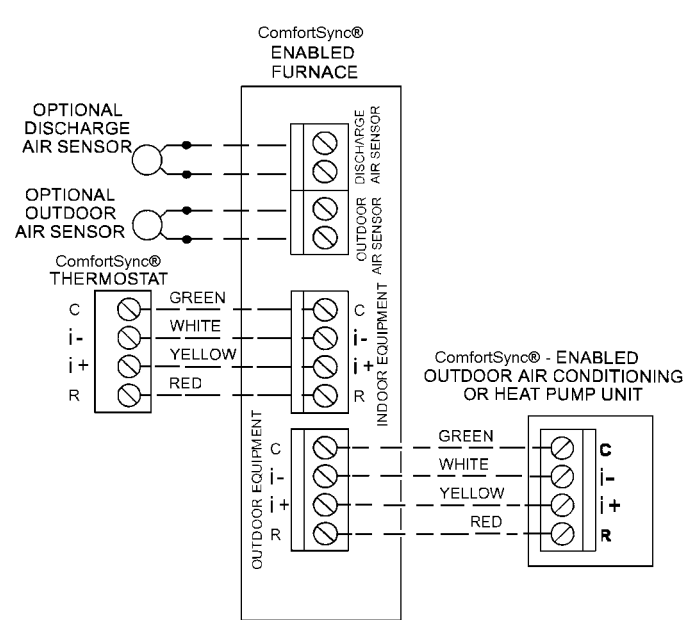 ComfortSync®
ENABLED
FURNACE
OPTIONAL
DISCHARGE
AIR SENSOR
DISCHARGE
AIR SENSOR
OPTIONAL
OUTDOOR
AIR SENSOR
OUTDOOR
AIR SENSOR
ComfortSync®
THERMOSTAT
C
GREEN
C
i-
WHITE
i-
i+
YELLOW
i+
R
RED
R
INDOOR EQUIPMENT
ComfortSync® - ENABLED
OUTDOOR AIR CONDITIONING
OR HEAT PUMP UNIT
OUTDOOR EQUIPMENT
C
GREEN
C
i-
WHITE
i-
i+
YELLOW
i+
R
RED
R